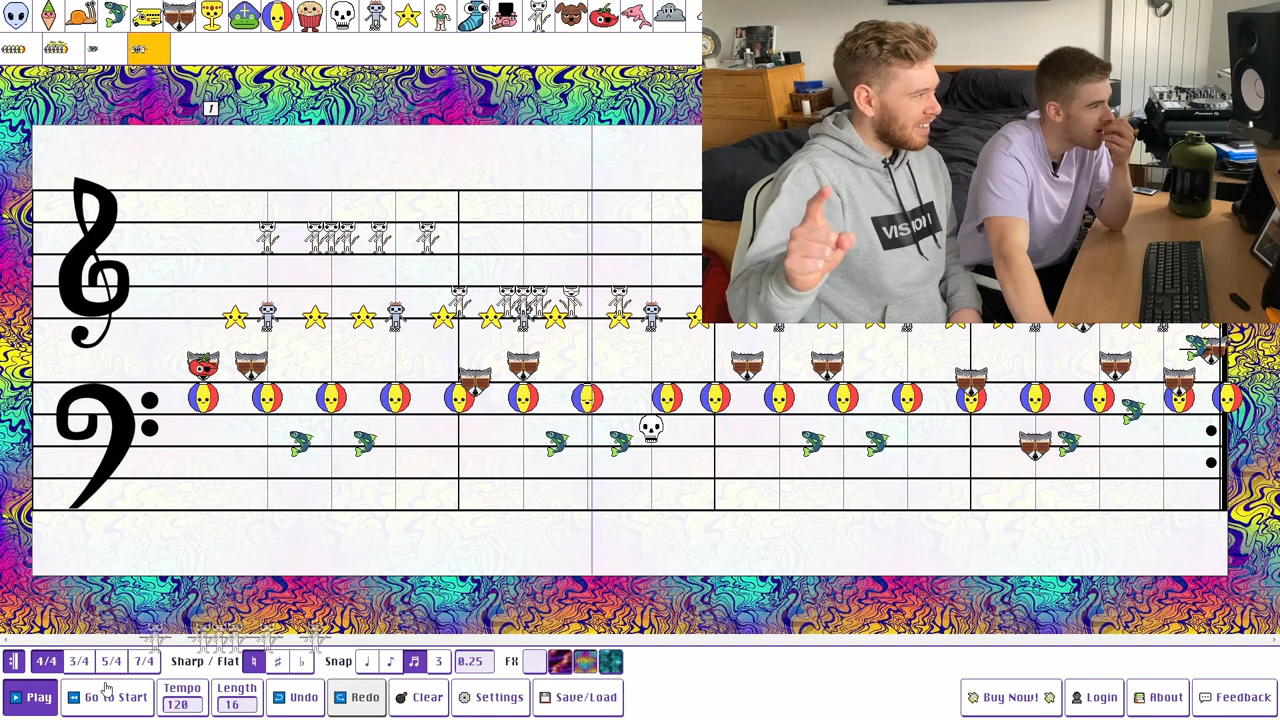 1
VISION
4/4 3/4 5/4 7/4 Sharp / Flat ♮ ♯ ♭ Snap ♩ ♪ ♬ 3 0.25 FX
Play Go to Start Tempo 120 Length 16 Undo Redo Clear Settings Save/Load Buy Now! Login About Feedback